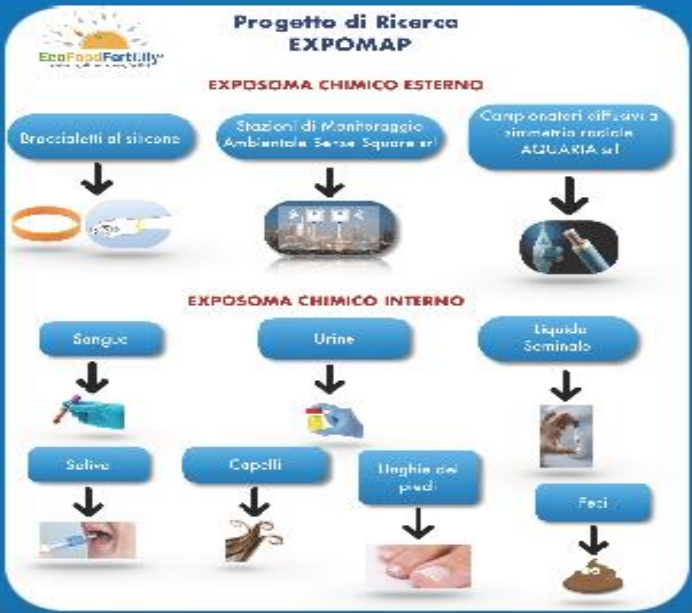 Progetto di Ricerca
EXPOMAP
EcoFoodFertility
EXPOSOMA CHIMICO ESTERNO
Braccialetti al silicone
Stazioni di Monitoraggio
Ambientale Sense Square srl
Campionatori diffusivi a
simmetria radiale
AQUARIA srl
EXPOSOMA CHIMICO INTERNO
Sangue
Urine
Liquido
Seminale
Saliva
Capelli
Unghie dei
piedi
Feci